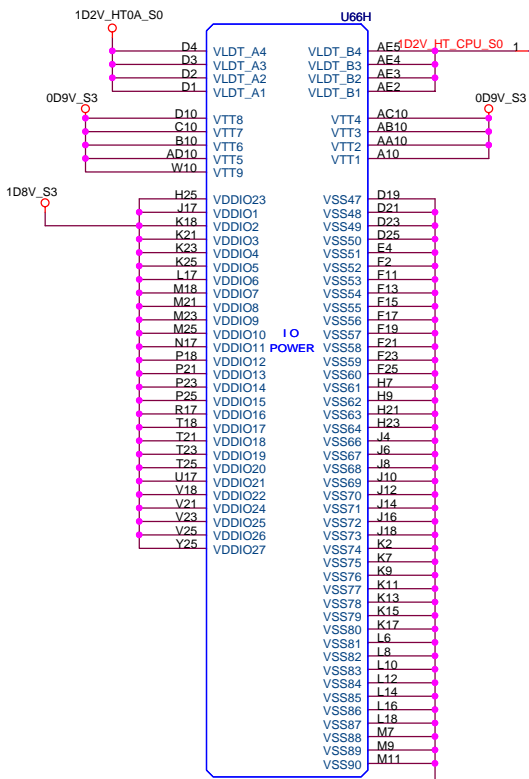 1D2V_HT0A_S0
U66H
D4 VLDT_A4 VLDT_B4 AE5 1D2V_HT_CPU_S0 1
D3 VLDT_A3 VLDT_B3 AE4
D2 VLDT_A2 VLDT_B2 AE3
D1 VLDT_A1 VLDT_B1 AE2
0D9V_S3 0D9V_S3
D10 VTT8 VTT4 AC10
C10 VTT7 VTT3 AB10
B10 VTT6 VTT2 AA10
AD10 VTT5 VTT1 A10
W10 VTT9
1D8V_S3
H25 VDDIO23 VSS47 D19
J17 VDDIO1 VSS48 D21
K18 VDDIO2 VSS49 D23
K21 VDDIO3 VSS50 D25
K23 VDDIO4 VSS51 E4
K25 VDDIO5 VSS52 F2
L17 VDDIO6 VSS53 F11
M18 VDDIO7 VSS54 F13
M21 VDDIO8 VSS55 F15
M23 VDDIO9 VSS56 F17
M25 VDDIO10 I O VSS57 F19
N17 VDDIO11 POWER VSS58 F21
P18 VDDIO12 VSS59 F23
P21 VDDIO13 VSS60 F25
P23 VDDIO14 VSS61 H7
P25 VDDIO15 VSS62 H9
R17 VDDIO16 VSS63 H21
T18 VDDIO17 VSS64 H23
T21 VDDIO18 VSS66 J4
T23 VDDIO19 VSS67 J6
T25 VDDIO20 VSS68 J8
U17 VDDIO21 VSS69 J10
V18 VDDIO22 VSS70 J12
V21 VDDIO24 VSS71 J14
V23 VDDIO25 VSS72 J16
V25 VDDIO26 VSS73 J18
Y25 VDDIO27 VSS74 K2
VSS75 K7
VSS76 K9
VSS77 K11
VSS78 K13
VSS79 K15
VSS80 K17
VSS81 L6
VSS82 L8
VSS83 L10
VSS84 L12
VSS85 L14
VSS86 L16
VSS87 L18
VSS88 M7
VSS89 M9
VSS90 M11